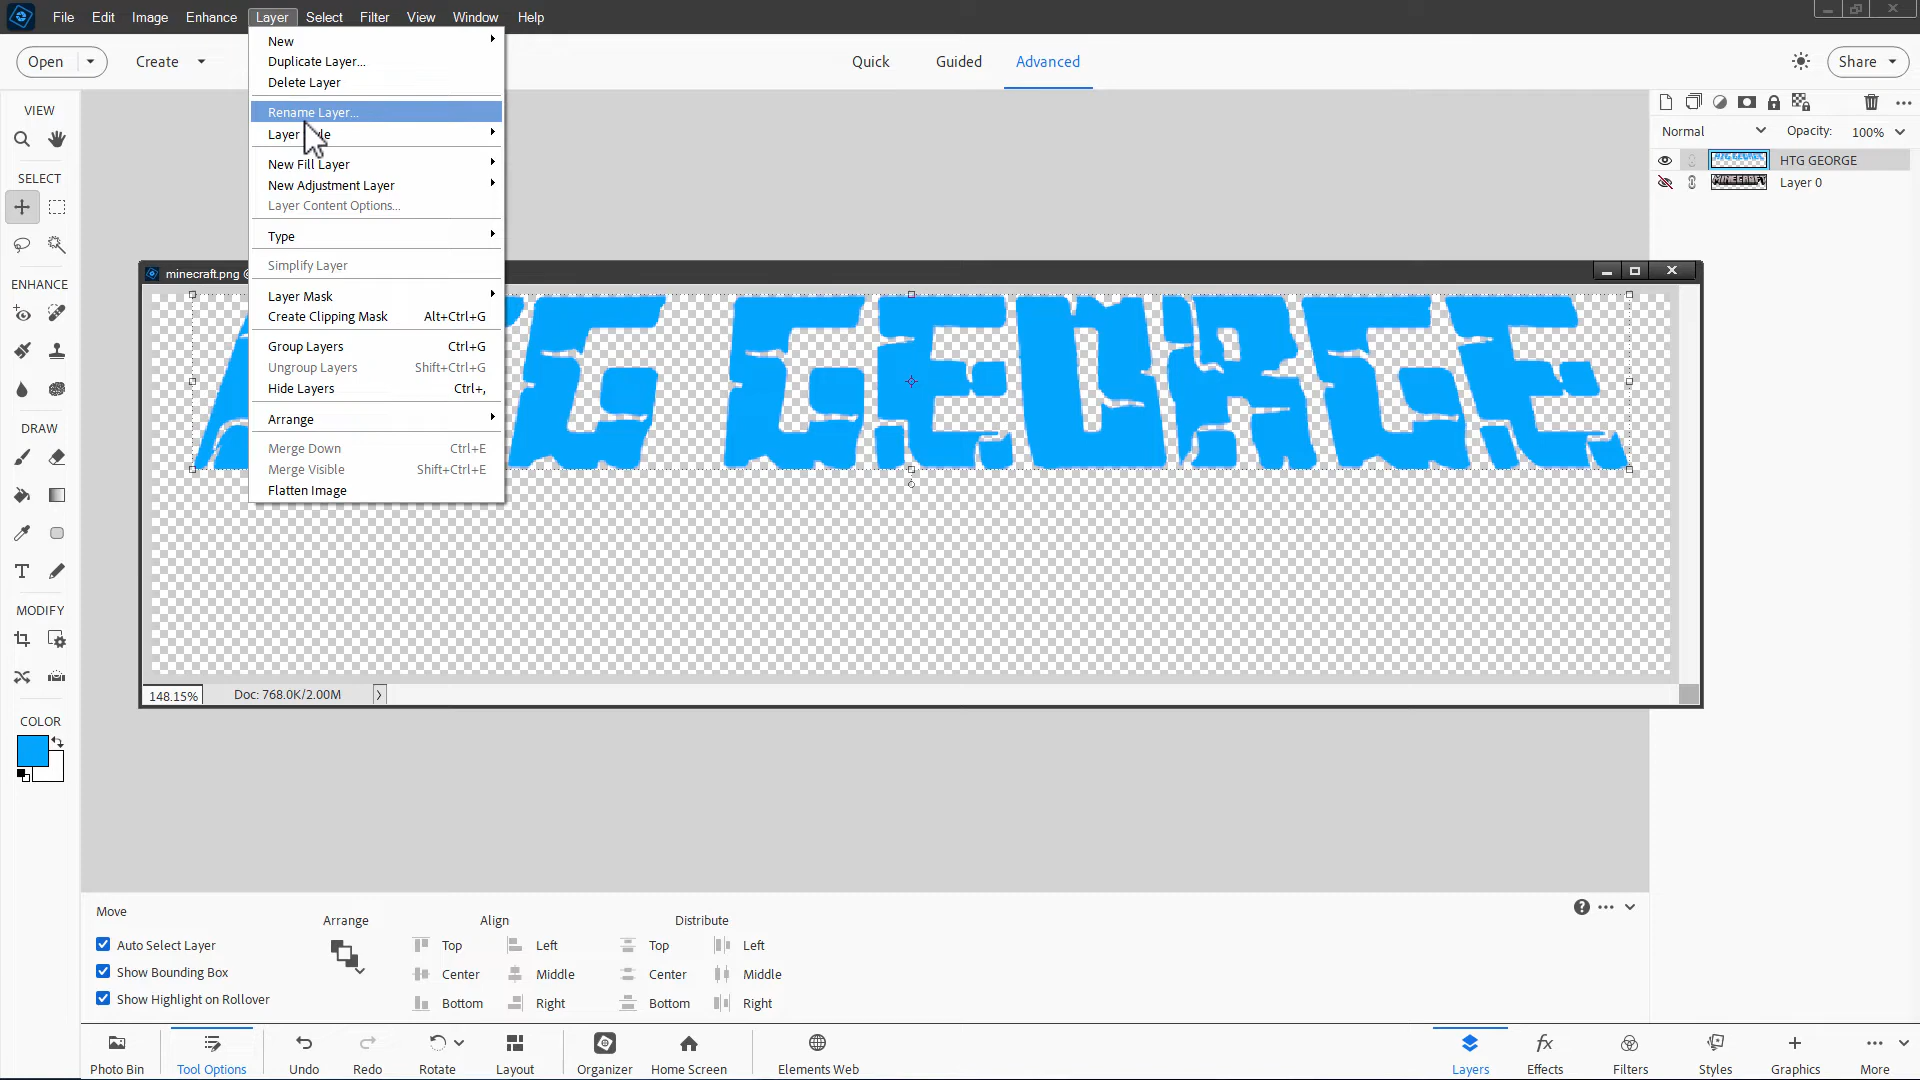 File Edit Image Enhance Layer Select Filter View Window Help
Open Create Quick Guided Advanced Share
New
Duplicate Layer...
Delete Layer
Rename Layer...
Layer
New Fill Layer
New Adjustment Layer
Layer Content Options...
Type
Simplify Layer
Layer Mask
Create Clipping Mask Alt+Ctrl+G
Group Layers Ctrl+G
Ungroup Layers Shift+Ctrl+G
Hide Layers Ctrl+,
Arrange
Merge Down Ctrl+E
Merge Visible Shift+Ctrl+E
Flatten Image
VIEW
SELECT
ENHANCE
DRAW
MODIFY
COLOR
minecraft.png @
G GEORGE
148.15% Doc: 768.0K/2.00M
Normal Opacity: 100%
HTG GEORGE HTG GEORGE
MINECRAFT Layer 0
Move
Auto Select Layer
Show Bounding Box
Show Highlight on Rollover
Arrange
Align
Top Left
Center Middle
Bottom Right
Distribute
Top Left
Center Middle
Bottom Right
Photo Bin Tool Options Undo Redo Rotate Layout Organizer Home Screen Elements Web Layers Effects Filters Styles Graphics More
fx